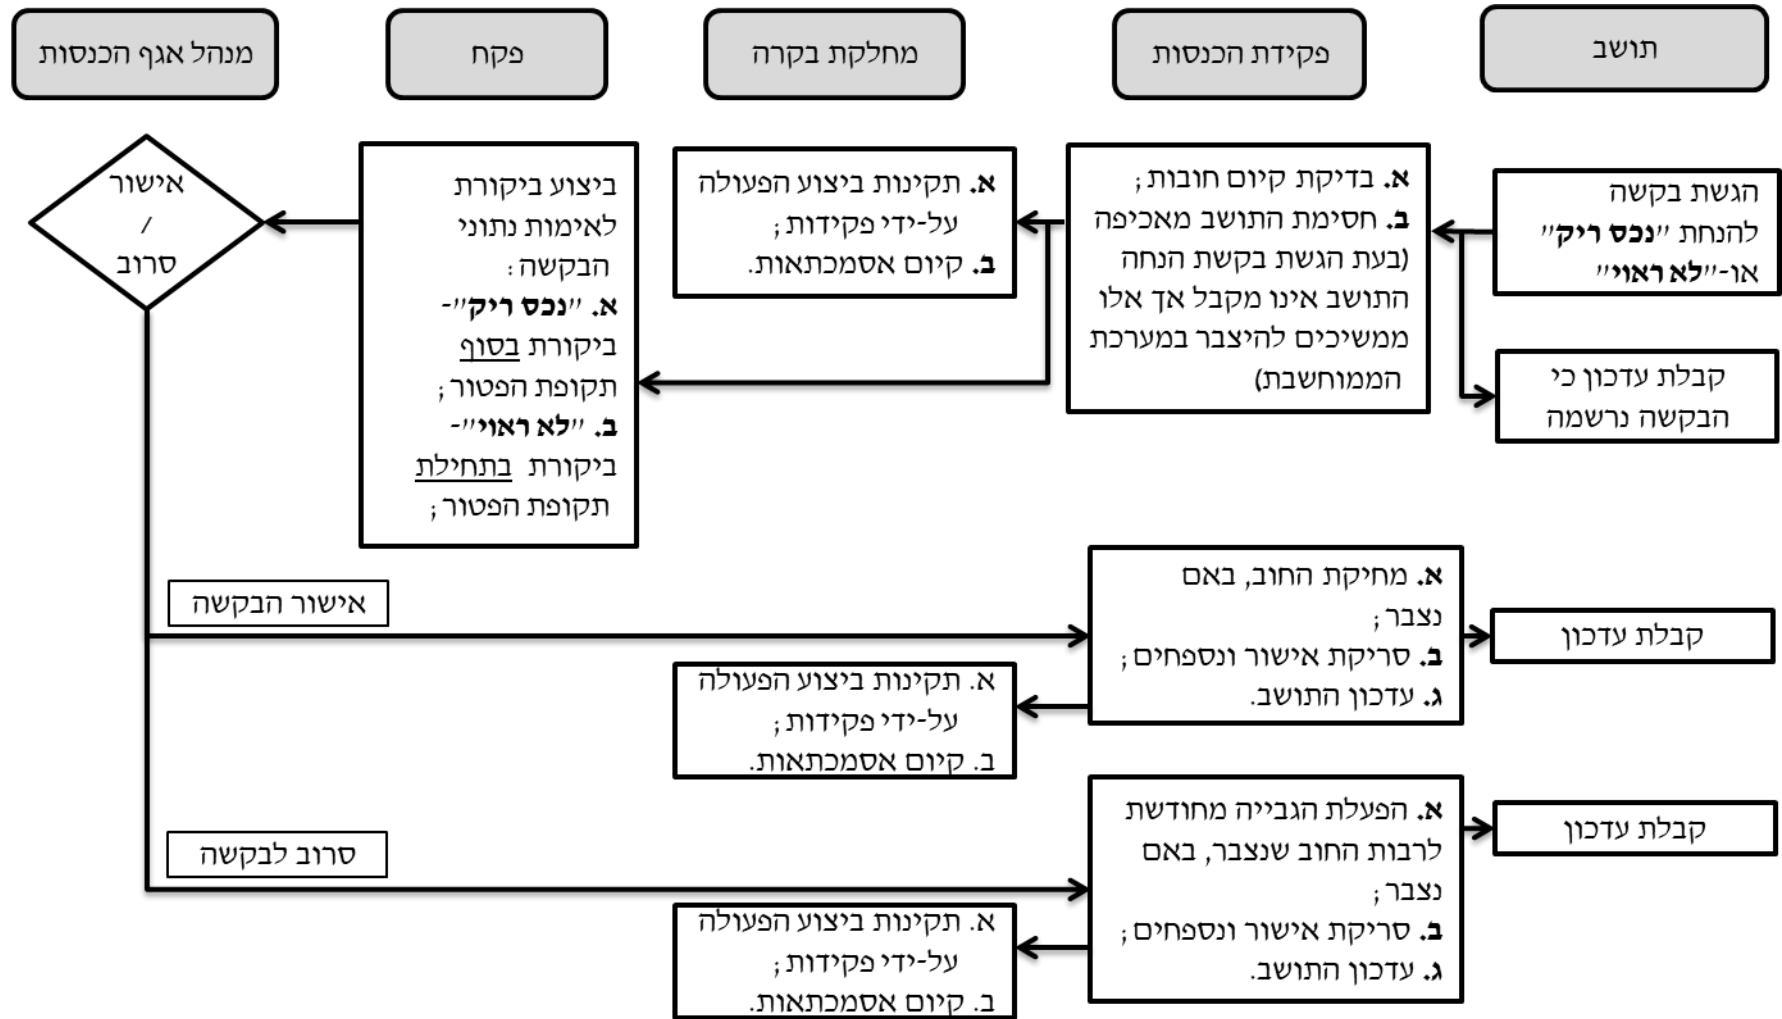 תושב
פקידת הכנסות
מחלקת בקרה
פקח
מנהל אגף הכנסות
הגשת בקשה
להנחת "נכס ריק"
או-"לא ראוי"
קבלת עדכון כי
הבקשה נרשמה
א. בדיקת קיום חובות;
ב. חסימת התושב מאכיפה
(בעת הגשת בקשת הנחה
התושב אינו מקבל אך אלו
ממשיכים להיצבר במערכת
הממוחשבת)
א. תקינות ביצוע הפעולה
על-ידי פקידות;
ב. קיום אסמכתאות.
ביצוע ביקורת
לאימות נתוני
הבקשה:
א. "נכס ריק"-
ביקורת בסוף
תקופת הפטור;
ב. "לא ראוי"-
ביקורת בתחילת
תקופת הפטור;
אישור
/
סרוב
אישור הבקשה
א. מחיקת החוב, באם
נצבר;
ב. סריקת אישור ונספחים;
ג. עדכון התושב.
קבלת עדכון
א. תקינות ביצוע הפעולה
על-ידי פקידות;
ב. קיום אסמכתאות.
סרוב לבקשה
א. הפעלת הגבייה מחודשת
לרבות החוב שנצבר, באם
נצבר;
ב. סריקת אישור ונספחים;
ג. עדכון התושב.
קבלת עדכון
א. תקינות ביצוע הפעולה
על-ידי פקידות;
ב. קיום אסמכתאות.